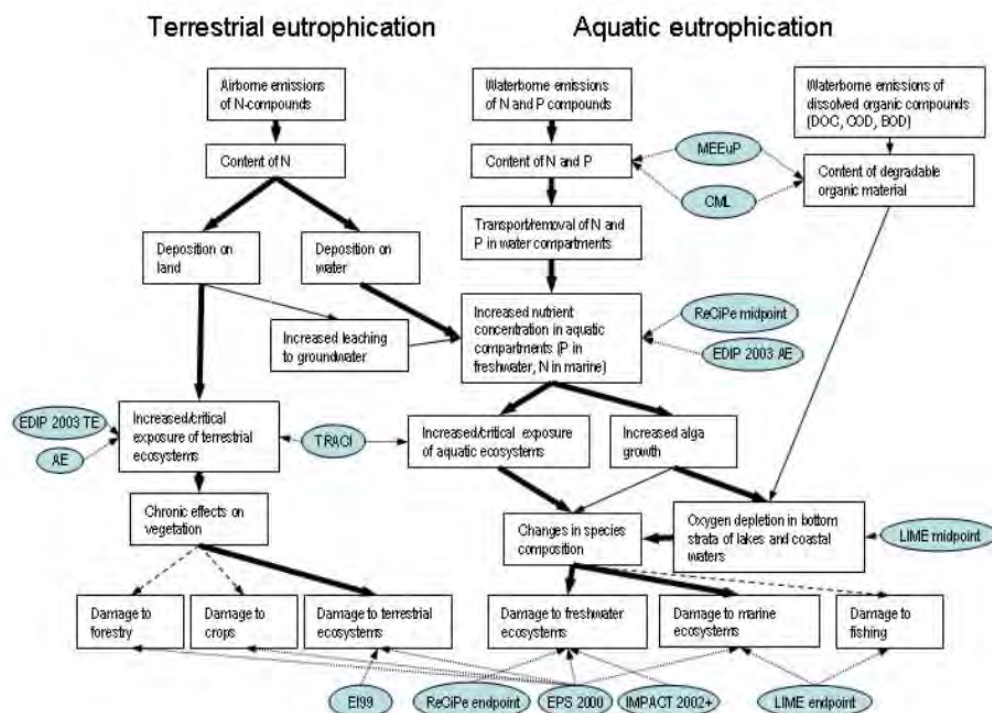 Terrestrial eutrophication
Aquatic eutrophication
Airborne emissions
of N-compounds
Waterborne emissions
of N and P compounds
Waterborne emissions of
dissolved organic compounds
(DOC, COD, BOD)
MEEuP
Content of N
Content of N and P
Content of degradable
organic material
CML
Transport/removal of N and
P in water compartments
Deposition on
land
Deposition on
water
Increased nutrient
concentration in aquatic
compartments (P in
freshwater, N in marine)
ReCiPe midpoint
Increased leaching
to groundwater
EDIP 2003 AE
EDIP 2003 TE
AE
Increased/critical
exposure of terrestrial
ecosystems
TRACI
Increased/critical exposure
of aquatic ecosystems
Increased alga
growth
Chronic effects on
vegetation
Changes in species
composition
Oxygen depletion in bottom
strata of lakes and coastal
waters
LIME midpoint
Damage to
forestry
Damage to
crops
Damage to terrestrial
ecosystems
Damage to freshwater
ecosystems
Damage to marine
ecosystems
Damage to
fishing
EI99
ReCiPe endpoint
EPS 2000
IMPACT 2002+
LIME endpoint